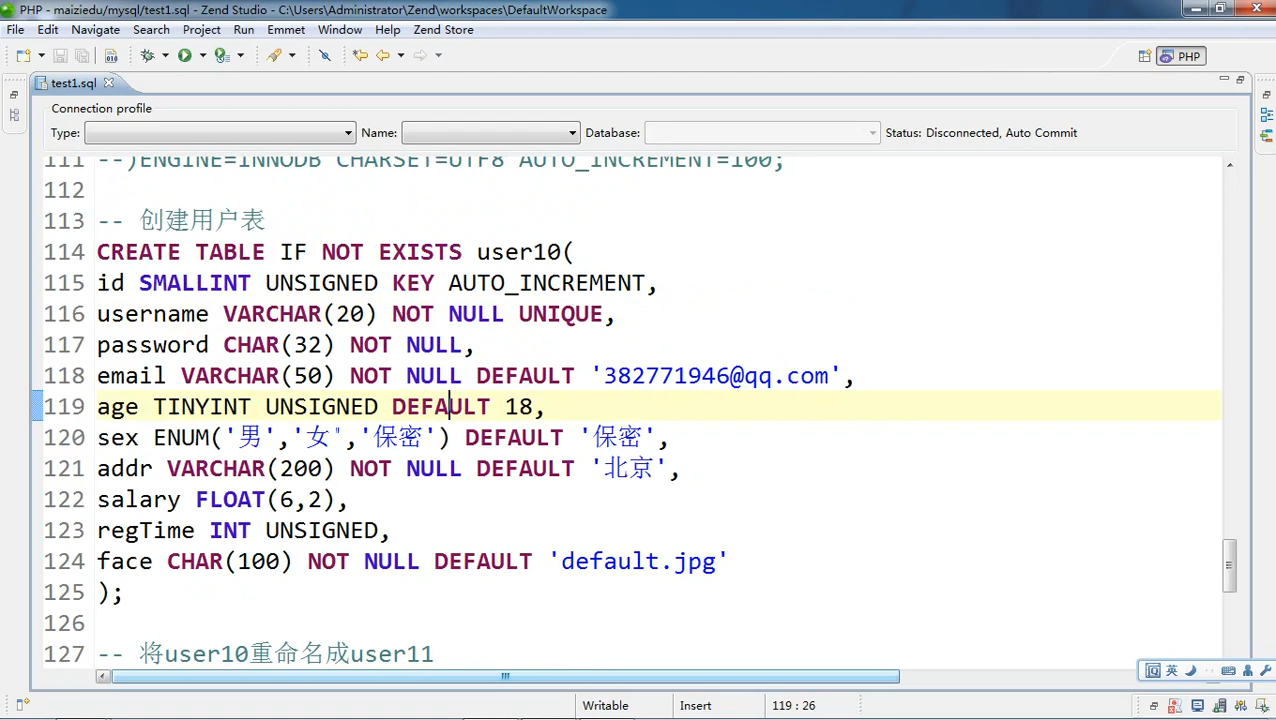 PHP - maiziedu/mysql/test1.sql - Zend Studio - C:\Users\Administrator\Zend\workspaces\DefaultWorkspace
File Edit Navigate Search Project Run Emmet Window Help Zend Store
PHP
test1.sql
Connection profile
Type: Name: Database: Status: Disconnected, Auto Commit
111 --)ENGINE=INNODB CHARSET=UTF8 AUTO_INCREMENT=100;
112
113 -- 创建用户表
114 CREATE TABLE IF NOT EXISTS user10(
115 id SMALLINT UNSIGNED KEY AUTO_INCREMENT,
116 username VARCHAR(20) NOT NULL UNIQUE,
117 password CHAR(32) NOT NULL,
118 email VARCHAR(50) NOT NULL DEFAULT '382771946@qq.com',
119 age TINYINT UNSIGNED DEFAULT 18,
120 sex ENUM('男','女','保密') DEFAULT '保密',
121 addr VARCHAR(200) NOT NULL DEFAULT '北京',
122 salary FLOAT(6,2),
123 regTime INT UNSIGNED,
124 face CHAR(100) NOT NULL DEFAULT 'default.jpg'
125 );
126
127 -- 将user10重命名成user11
英
Writable Insert 119 : 26